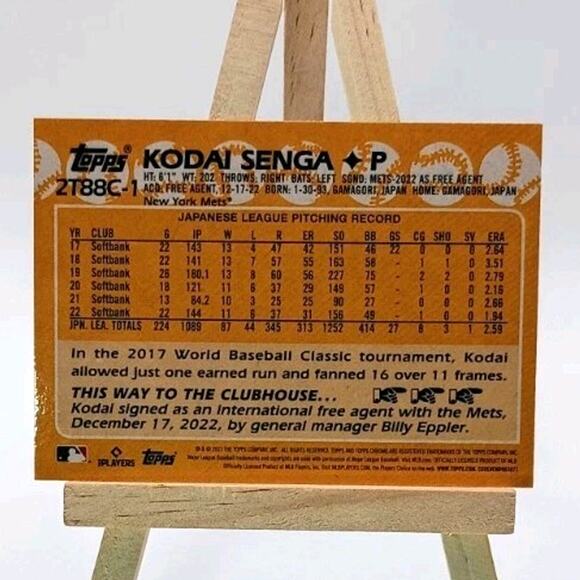 Topps® KODAI SENGA ✦ P
2T88C-1 HT: 6'1" WT: 202 THROWS: RIGHT BATS: LEFT SGND: METS-2022 AS FREE AGENT
ACQ: FREE AGENT, 12-17-22 BORN: 1-30-93, GAMAGORI, JAPAN HOME: GAMAGORI, JAPAN
New York Mets®
JAPANESE LEAGUE PITCHING RECORD
YR CLUB G IP W L R ER SO BB GS CG SHO SV ERA
17 Softbank 22 143 13 4 47 42 151 46 22 0 0 0 2.64
18 Softbank 22 141 13 7 60 55 163 58 - 1 1 0 3.51
19 Softbank 26 180.1 13 8 60 56 227 75 - 2 2 0 2.79
20 Softbank 18 121 11 6 37 29 149 57 - 1 0 0 2.16
21 Softbank 13 84.2 10 3 25 25 90 27 - 0 0 0 2.66
22 Softbank 22 144 11 6 37 31 156 49 - 1 0 0 1.94
JPN. LEA. TOTALS 224 1089 87 44 345 313 1252 414 27 8 3 1 2.59
In the 2017 World Baseball Classic tournament, Kodai
allowed just one earned run and fanned 16 over 11 frames.
THIS WAY TO THE CLUBHOUSE...
Kodai signed as an international free agent with the Mets,
December 17, 2022, by general manager Billy Eppler.
PLAYERS Topps